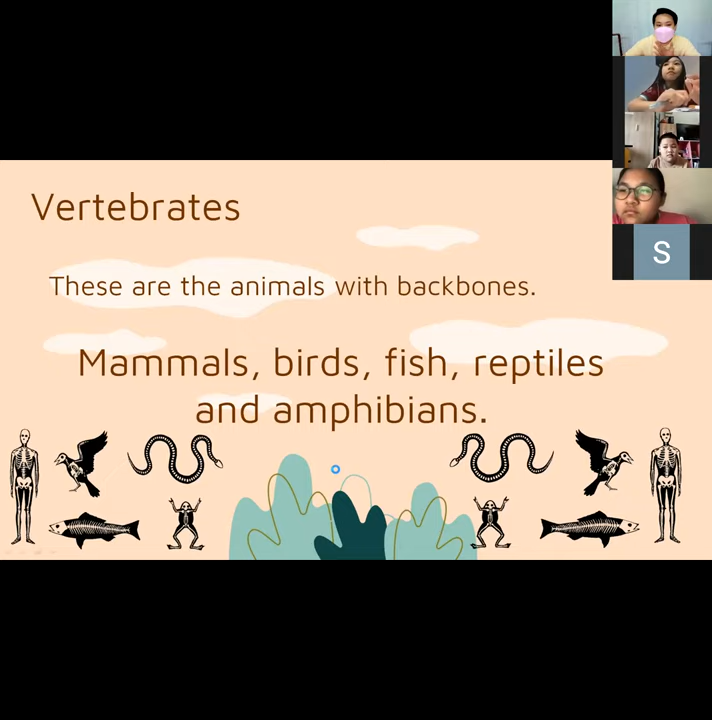 Vertebrates
These are the animals with backbones.
Mammals, birds, fish, reptiles
and amphibians.
S